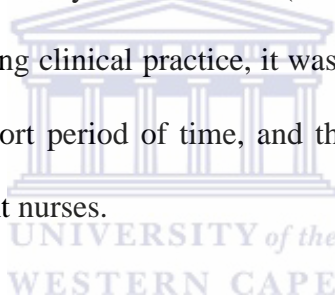 ng clinical practice, it was
ort period of time, and th
t nurses.
UNIVERSITY of the
WESTERN CAPE